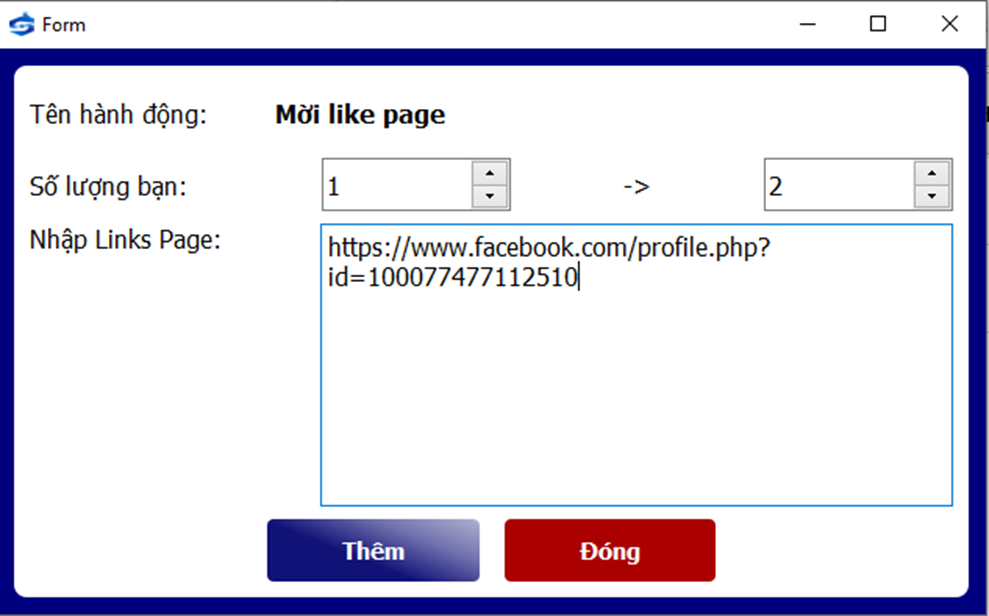 Form
Tên hành động: Mời like page
Số lượng bạn: 1 -> 2
Nhập Links Page: https://www.facebook.com/profile.php?
id=100077477112510
Thêm Đóng